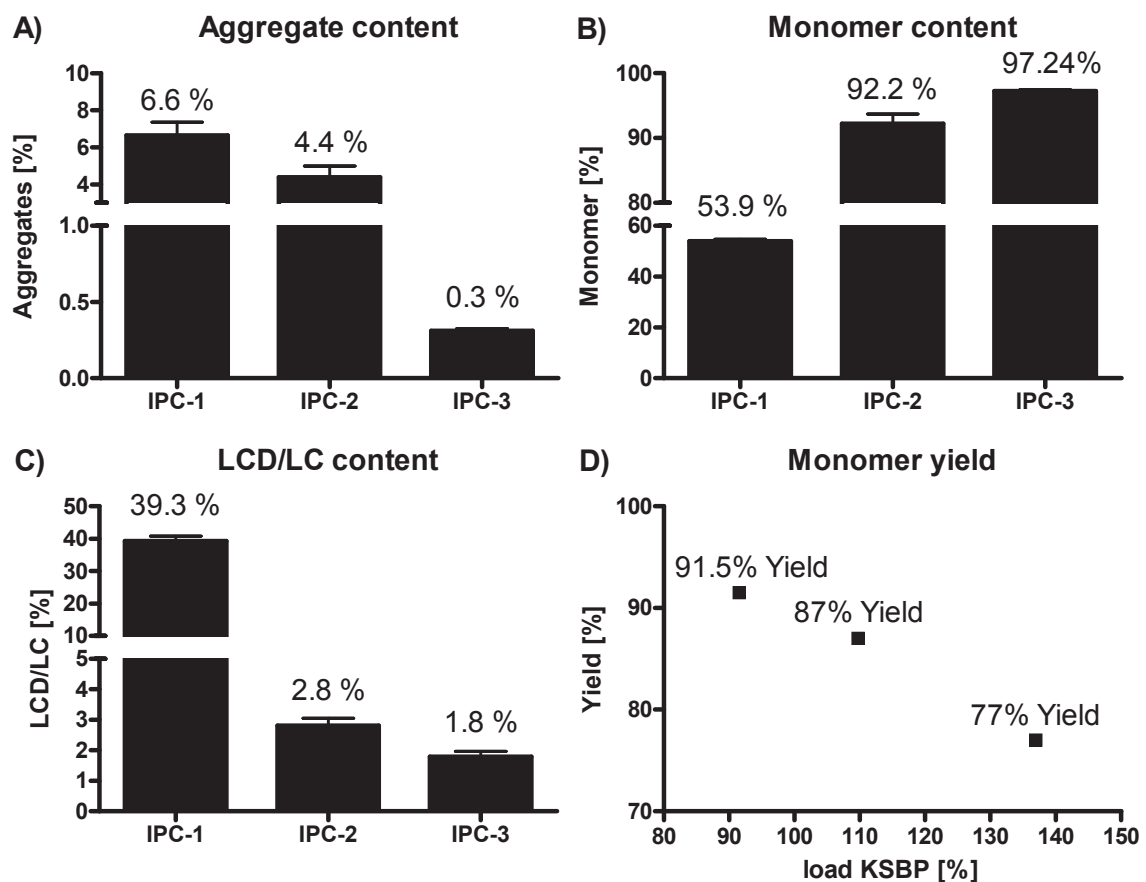 A) Aggregate content
Aggregates [%]
10
8
6
4
1.0
0.5
0.0
6.6 %
4.4 %
0.3 %
IPC-1 IPC-2 IPC-3
B) Monomer content
Monomer [%]
100
90
80
60
40
20
0
53.9 %
92.2 %
97.24%
IPC-1 IPC-2 IPC-3
C) LCD/LC content
LCD/LC [%]
50
40
30
20
10
5
4
3
2
1
0
39.3 %
2.8 %
1.8 %
IPC-1 IPC-2 IPC-3
D) Monomer yield
Yield [%]
100
90
80
70
91.5% Yield
87% Yield
77% Yield
80 90 100 110 120 130 140 150
load KSBP [%]